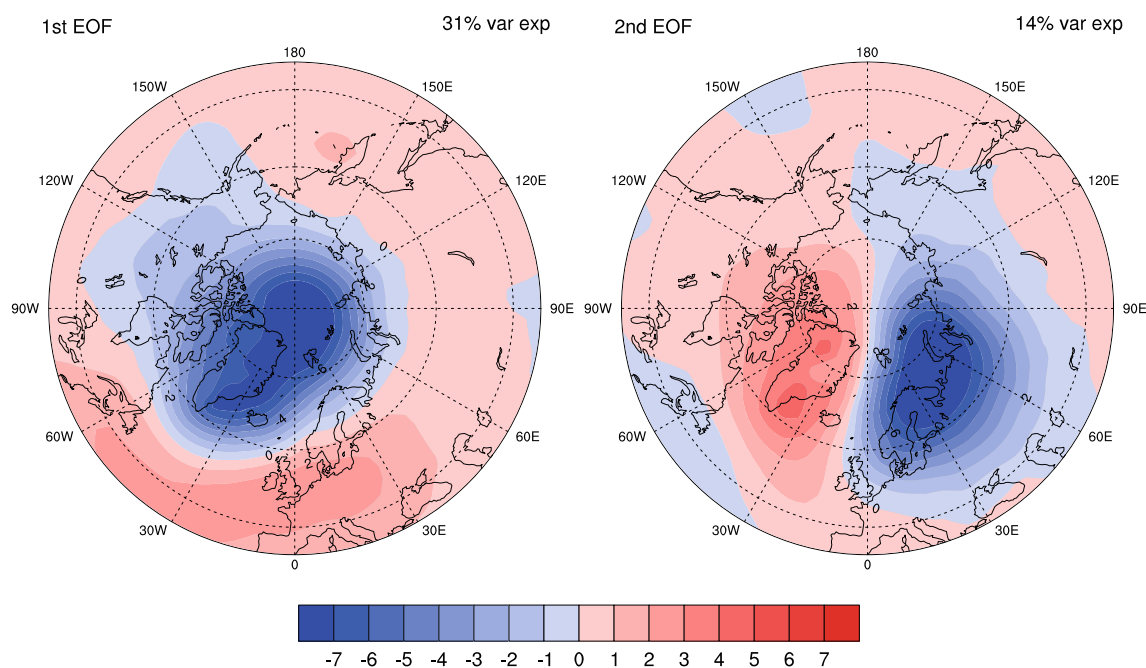 1st EOF 31% var exp
180
150W 150E
120W 120E
90W 90E
60W 60E
30W 30E
0
2nd EOF 14% var exp
180
150W 150E
120W 120E
90W 90E
60W 60E
30W 30E
0
-7 -6 -5 -4 -3 -2 -1 0 1 2 3 4 5 6 7